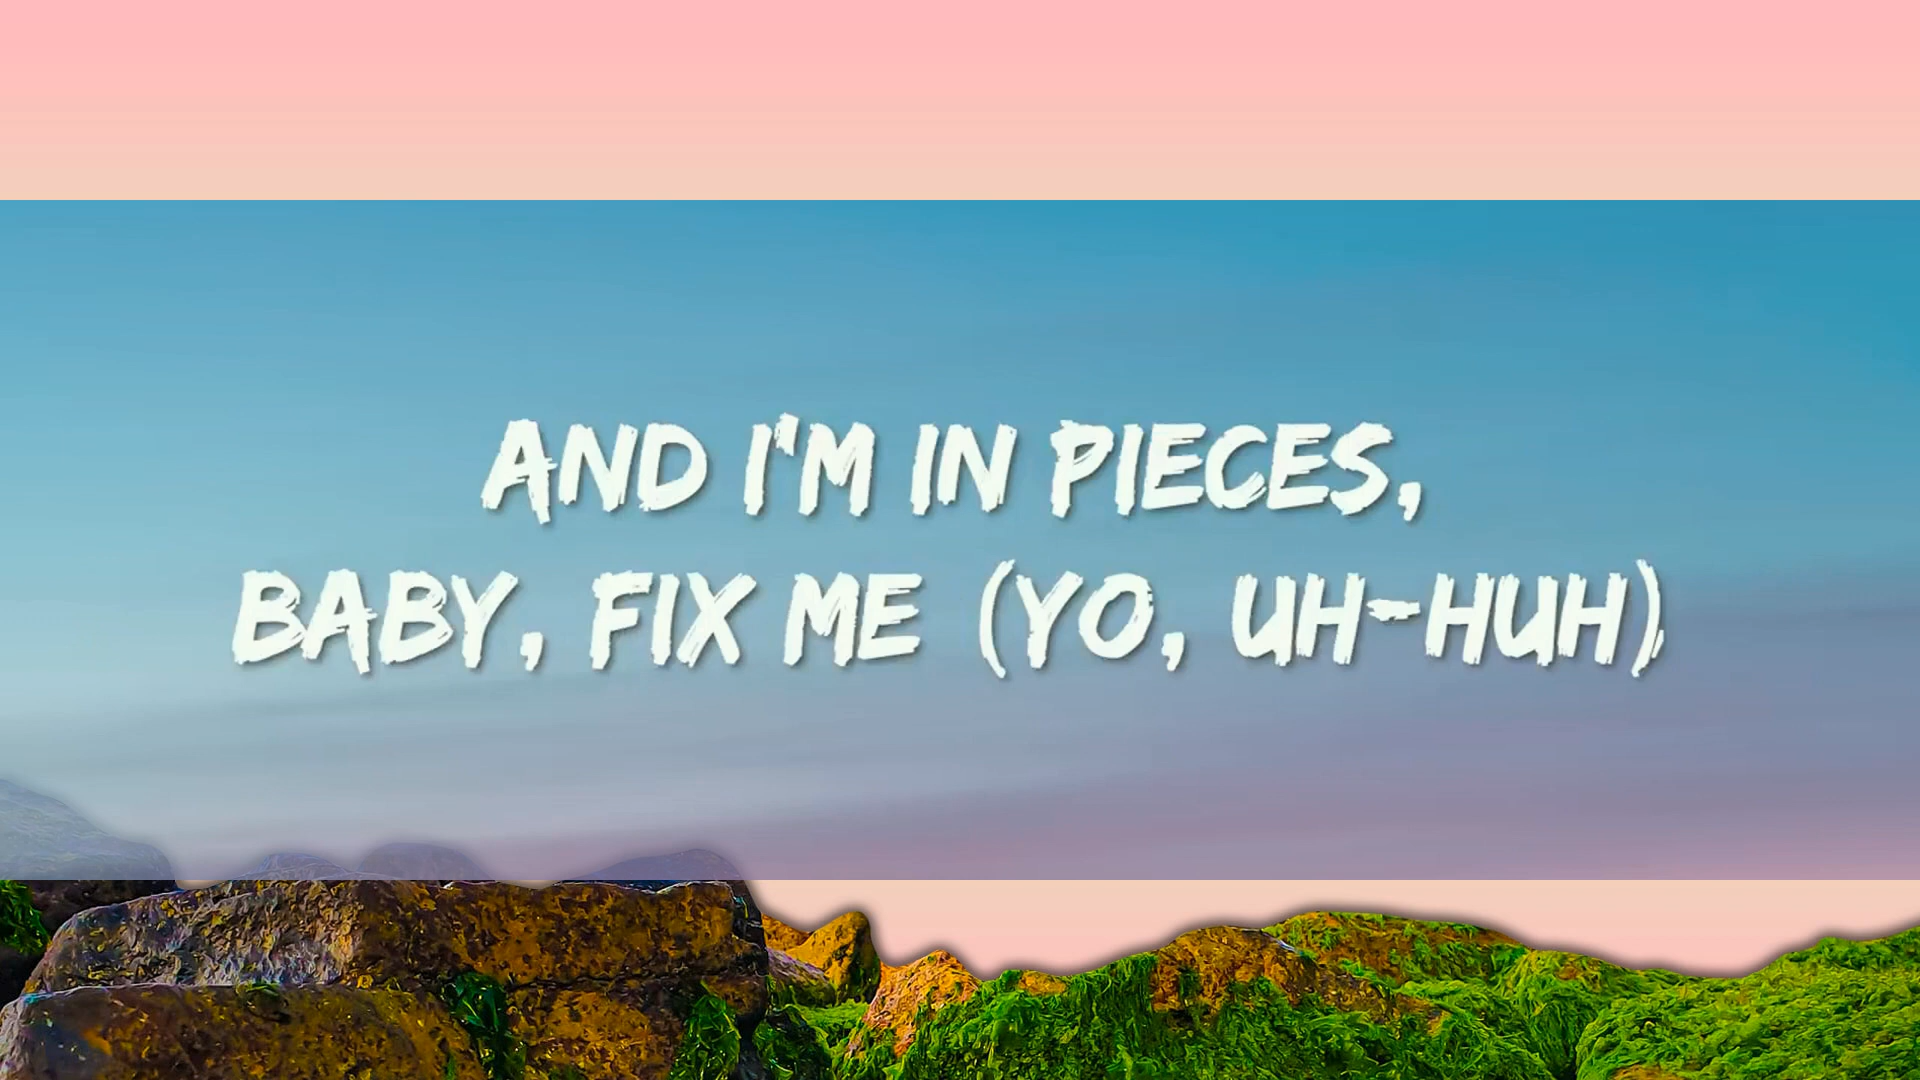 AND I'M IN PIECES,
BABY, FIX ME (YO, UH-HUH)